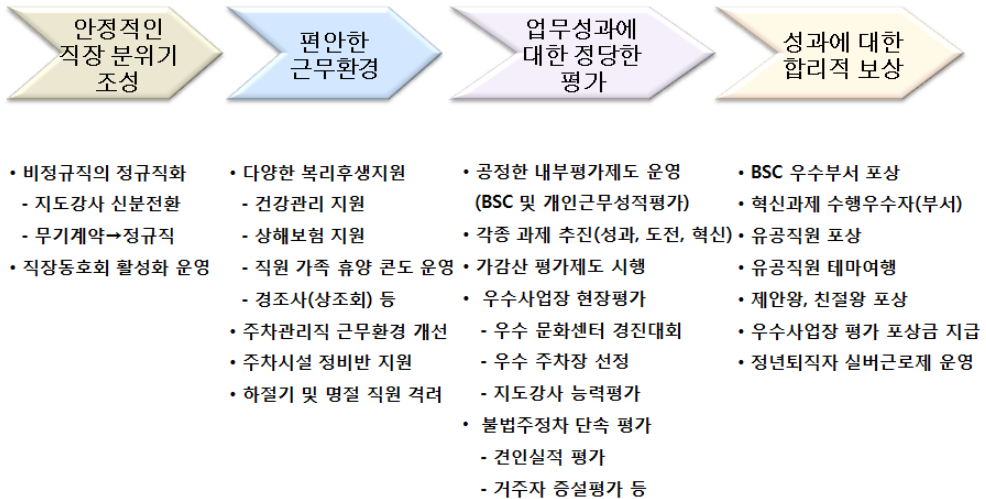 안정적인
직장 분위기
조성
편안한
근무환경
업무성과에
대한 정당한
평가
성과에 대한
합리적 보상
• 비정규직의 정규직화
- 지도강사 신분전환
- 무기계약→정규직
• 직장동호회 활성화 운영
• 다양한 복리후생지원
- 건강관리 지원
- 상해보험 지원
- 직원 가족 휴양 콘도 운영
- 경조사(상조회) 등
• 주차관리직 근무환경 개선
• 주차시설 정비반 지원
• 하절기 및 명절 직원 격려
• 공정한 내부평가제도 운영
(BSC 및 개인근무성적평가)
• 각종 과제 추진(성과, 도전, 혁신)
• 가감산 평가제도 시행
• 우수사업장 현장평가
- 우수 문화센터 경진대회
- 우수 주차장 선정
- 지도강사 능력평가
• 불법주정차 단속 평가
- 견인실적 평가
- 거주자 증설평가 등
• BSC 우수부서 포상
• 혁신과제 수행우수자(부서)
• 유공직원 포상
• 유공직원 테마여행
• 제안왕, 친절왕 포상
• 우수사업장 평가 포상금 지급
• 정년퇴직자 실버근로제 운영